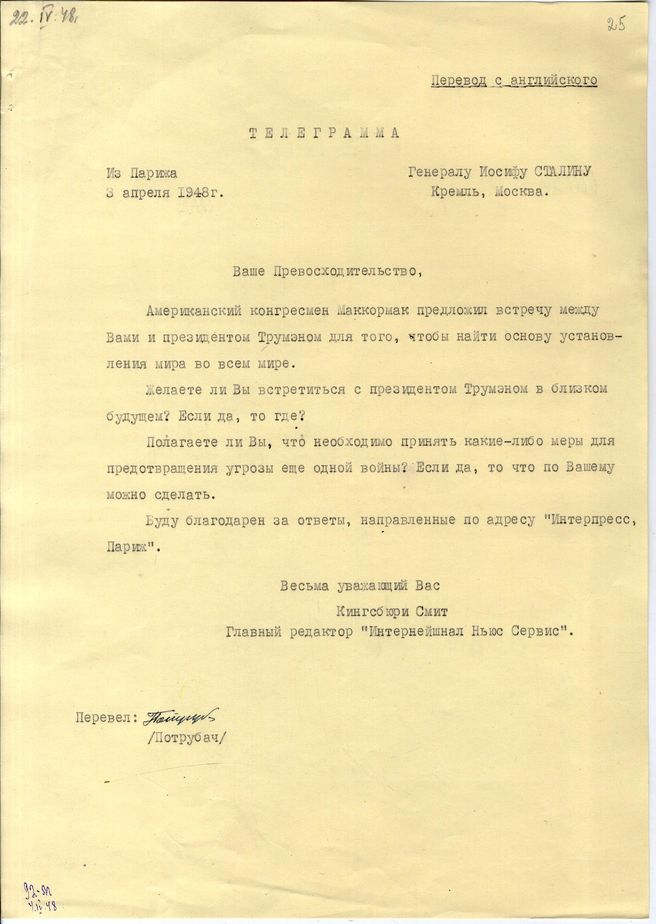 22.IV.48.
25
Перевод с английского
ТЕЛЕГРАММА
Из Парижа
3 апреля 1948г.
Генералу Иосифу СТАЛИНУ
Кремль, Москва.
Ваше Превосходительство,
Американский конгресмен Маккормак предложил встречу между
Вами и президентом Трумэном для того, чтобы найти основу установ-
ления мира во всем мире.
Желаете ли Вы встретиться с президентом Трумэном в близком
будущем? Если да, то где?
Полагаете ли Вы, что необходимо принять какие-либо меры для
предотвращения угрозы еще одной войны? Если да, то что по Вашему
можно сделать.
Буду благодарен за ответы, направленные по адресу "Интерпресс,
Париж".
Весьма уважающий Вас
Кингсбюри Смит
Главный редактор "Интернейшнал Ньюс Сервис".
Перевел:
/Потрубач/